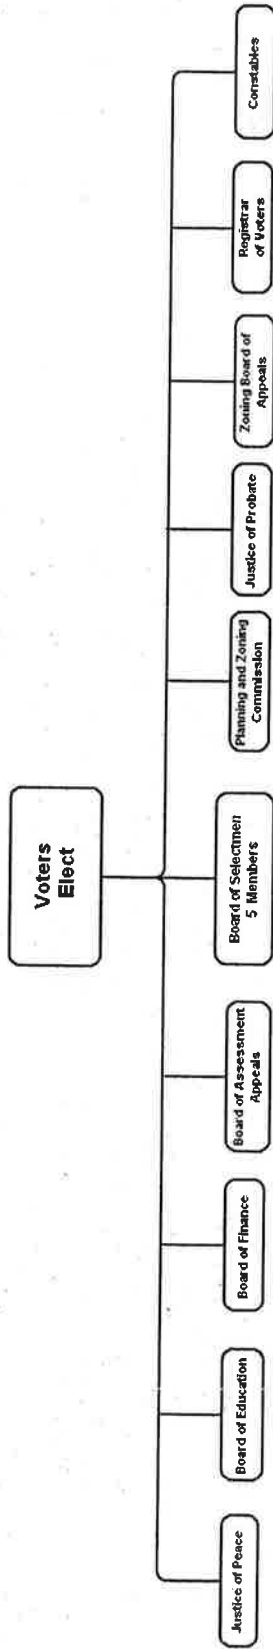 Voters
Elect
Justice of Peace
Board of Education
Board of Finance
Board of Assessment
Appeals
Board of Selectmen
5 Members
Planning and Zoning
Commission
Justice of Probate
Zoning Board of
Appeals
Registrar
of Voters
Constables